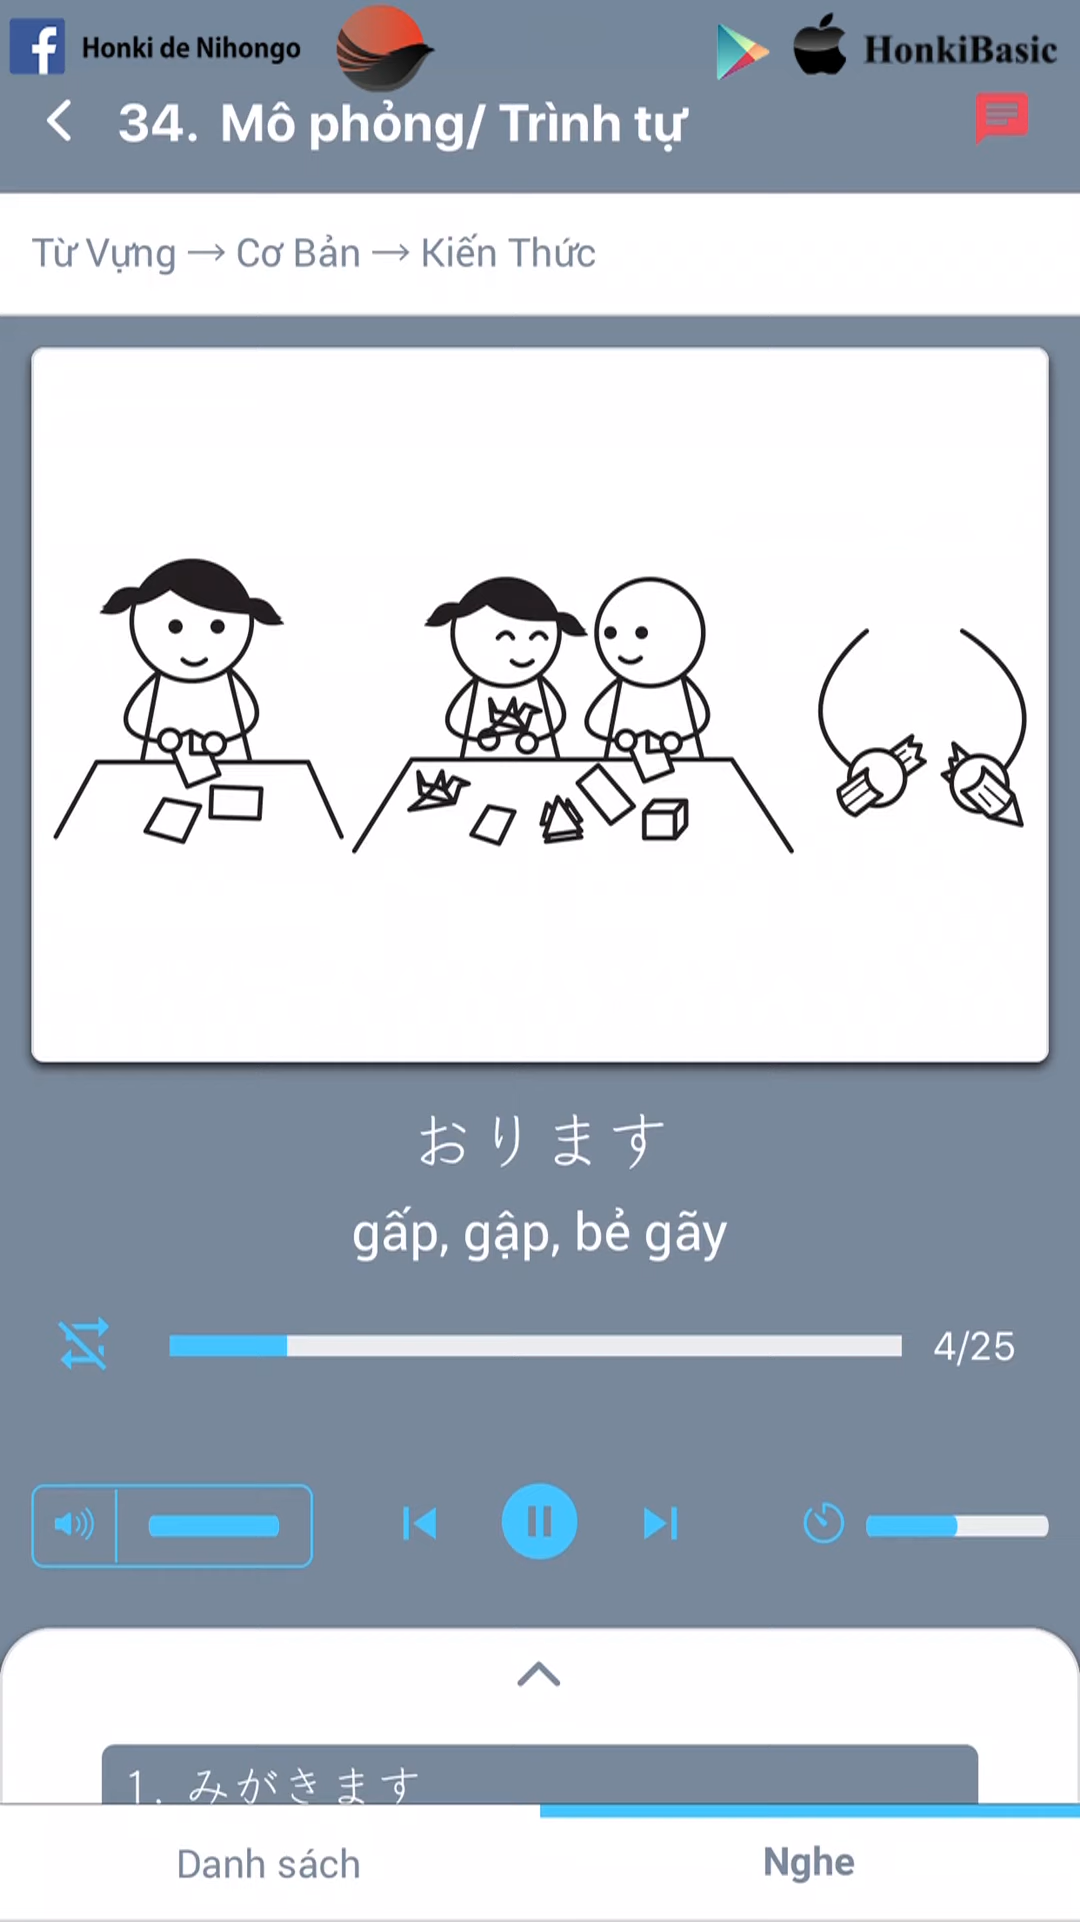 Honki de Nihongo
HonkiBasic
34. Mô phỏng/ Trình tự
Từ Vựng → Cơ Bản → Kiến Thức
おります
gấp, gập, bẻ gãy
4/25
1. みがきます
Danh sách
Nghe